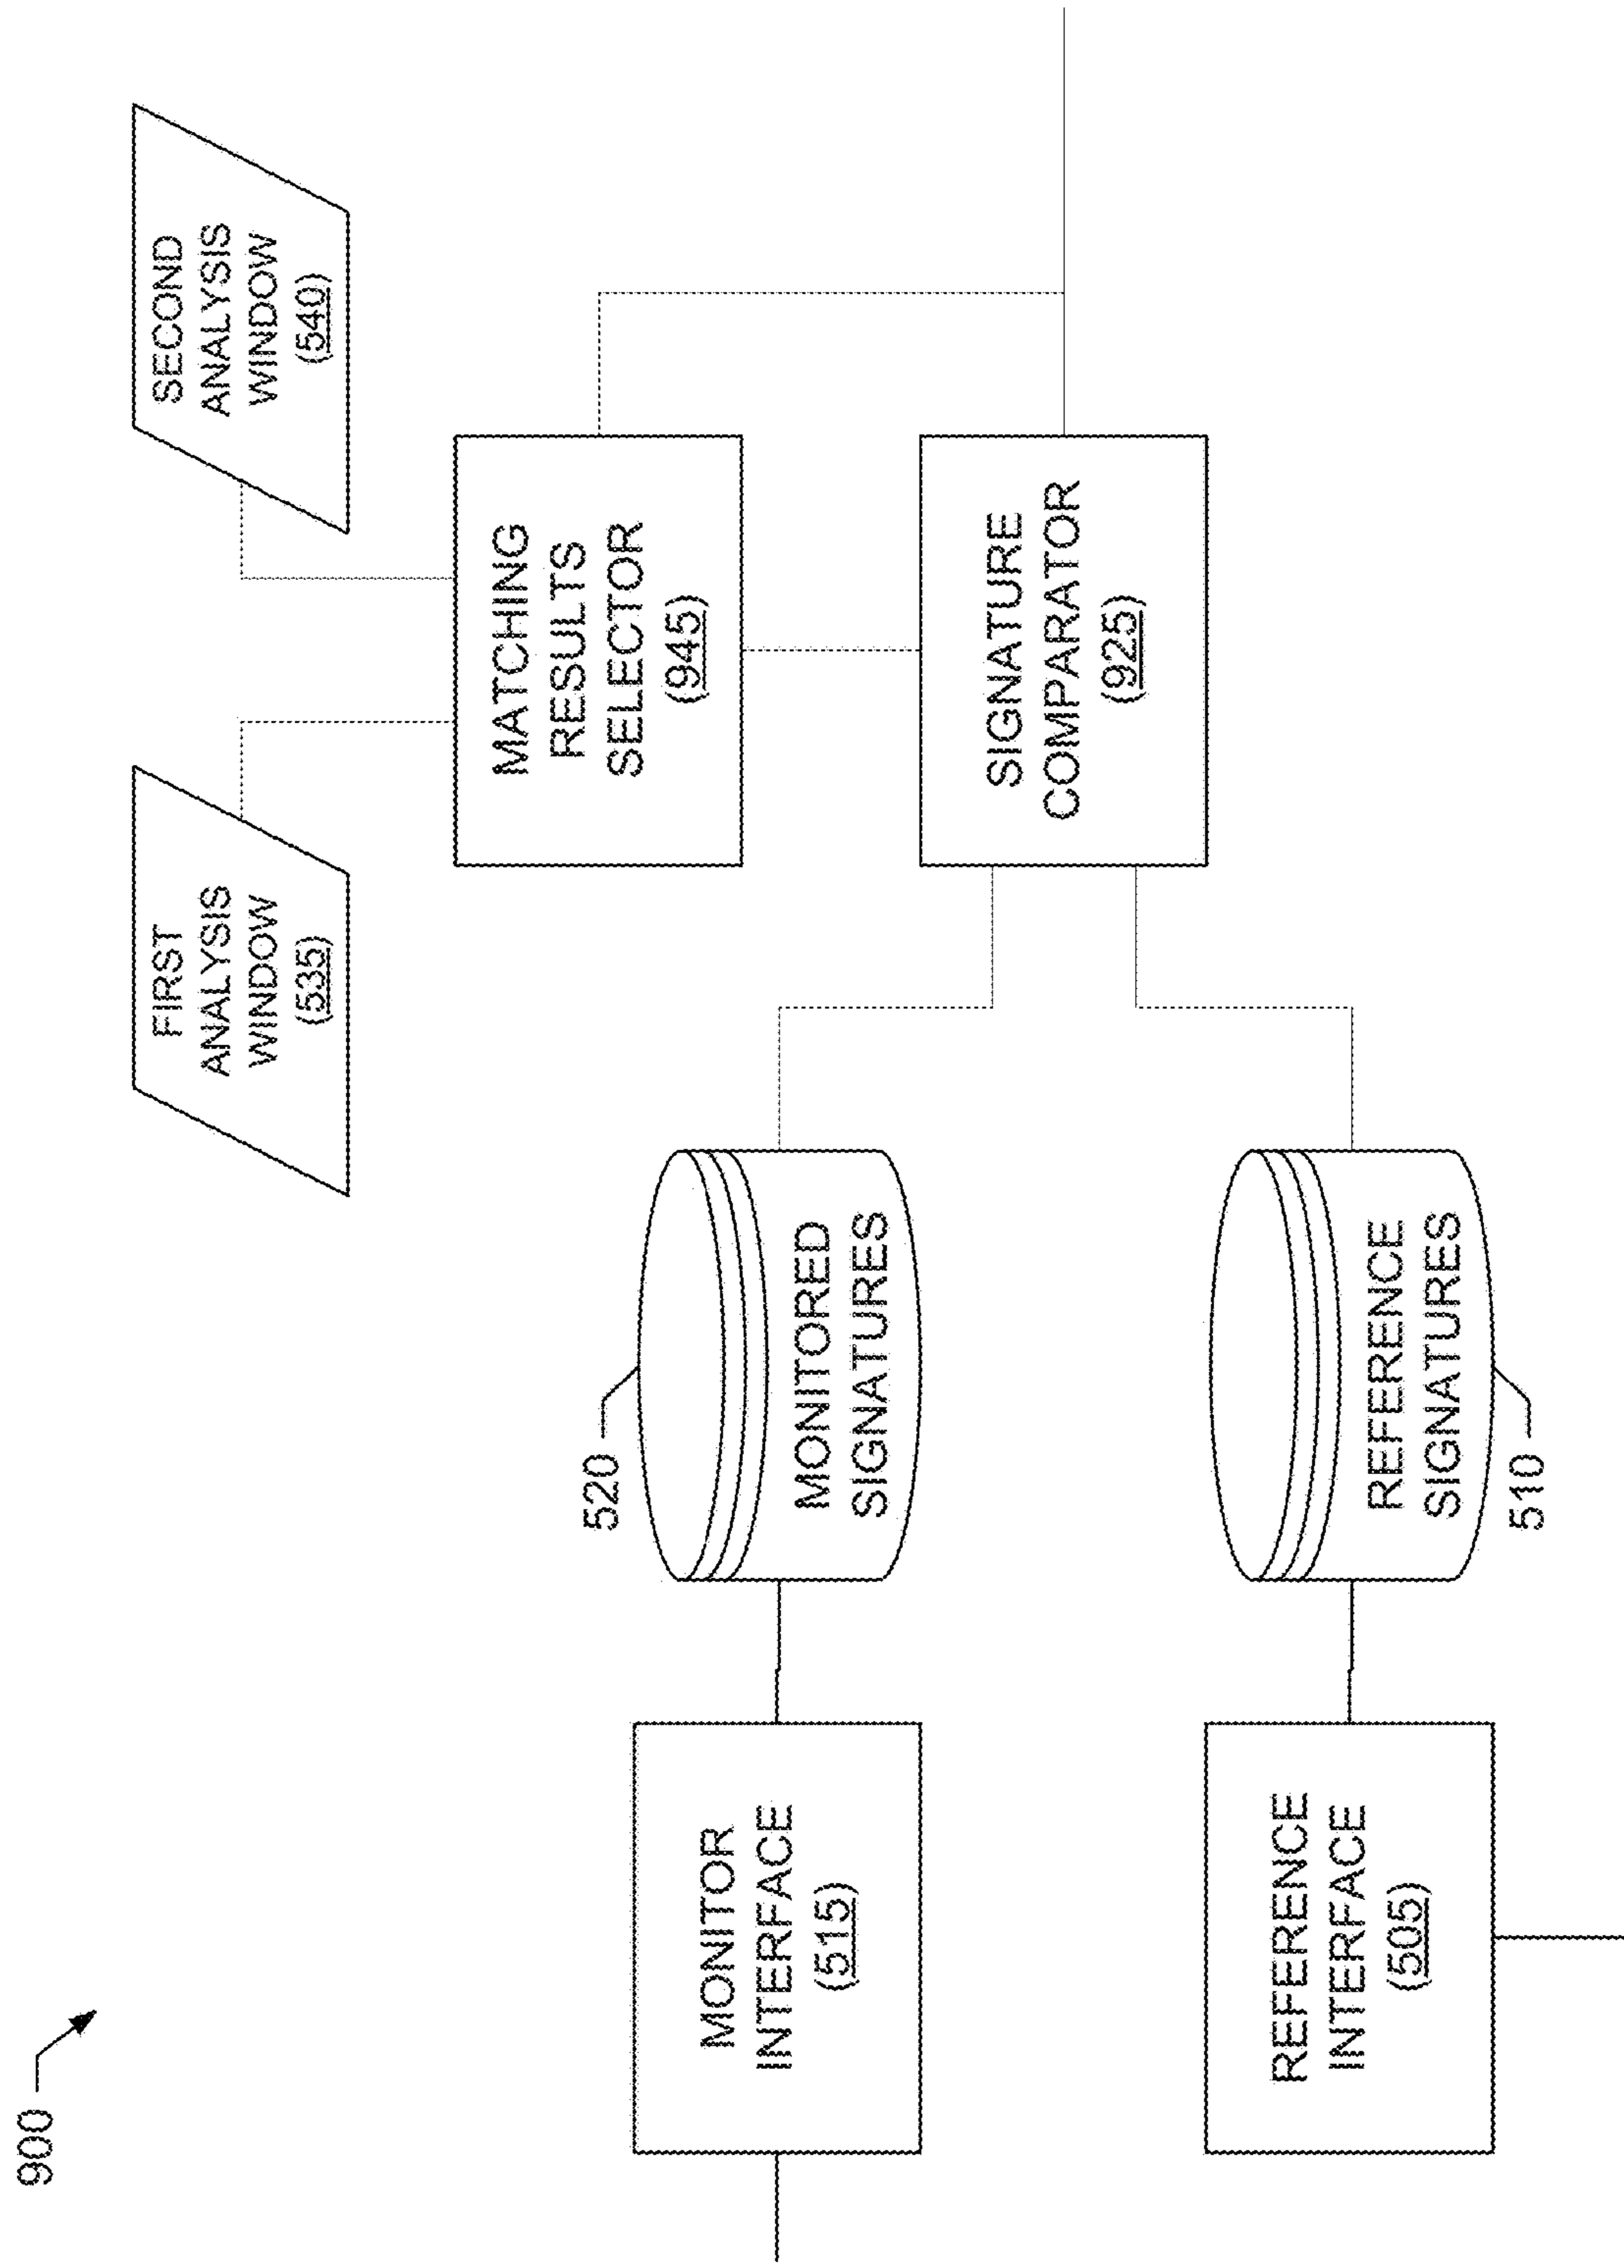 900
FIRST
ANALYSIS
WINDOW
(535)
SECOND
ANALYSIS
WINDOW
(540)
MATCHING
RESULTS
SELECTOR
(945)
520
MONITOR
INTERFACE
(515)
MONITORED
SIGNATURES
SIGNATURE
COMPARATOR
(925)
REFERENCE
INTERFACE
(505)
REFERENCE
SIGNATURES
510